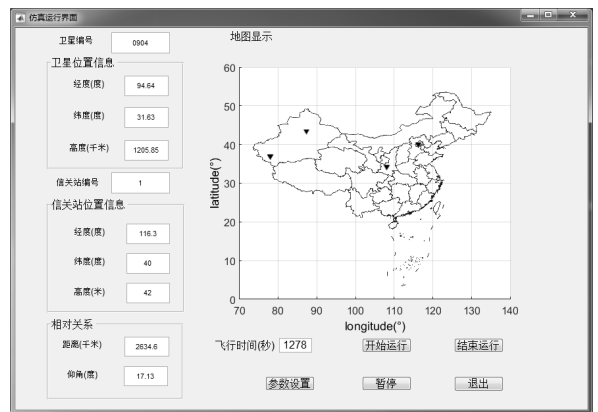 仿真运行界面
卫星编号 0904
卫星位置信息
经度(度) 94.64
纬度(度) 31.63
高度(千米) 1205.85
信关站编号 1
信关站位置信息
经度(度) 116.3
纬度(度) 40
高度(米) 42
相对关系
距离(千米) 2634.6
仰角(度) 17.13
地图显示
60
50
40
30
20
10
0
latitude(°)
70 80 90 100 110 120 130 140
longitude(°)
飞行时间(秒) 1278 开始运行 结束运行
参数设置 暂停 退出